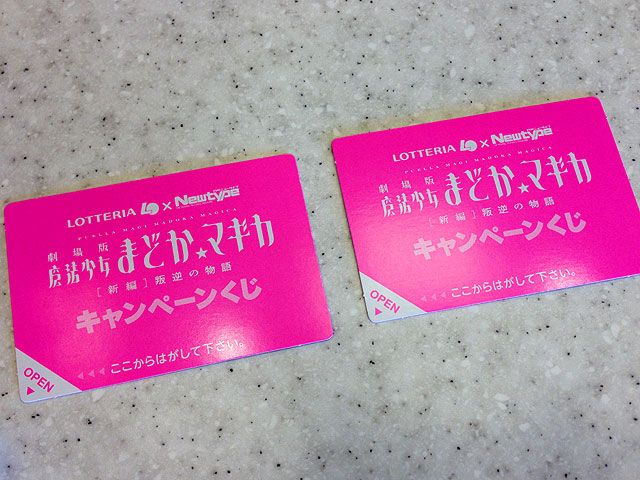 LOTTERIA × Newtype
PUELLA MAGI MADOKA MAGICA
劇場版
魔法少女まどか★マギカ
[新編]叛逆の物語
キャンペーンくじ
ここからはがして下さい。
OPEN
LOTTERIA × Newtype
PUELLA MAGI MADOKA MAGICA
劇場版
魔法少女まどか★マギカ
[新編]叛逆の物語
キャンペーンくじ
ここからはがして下さい。
OPEN